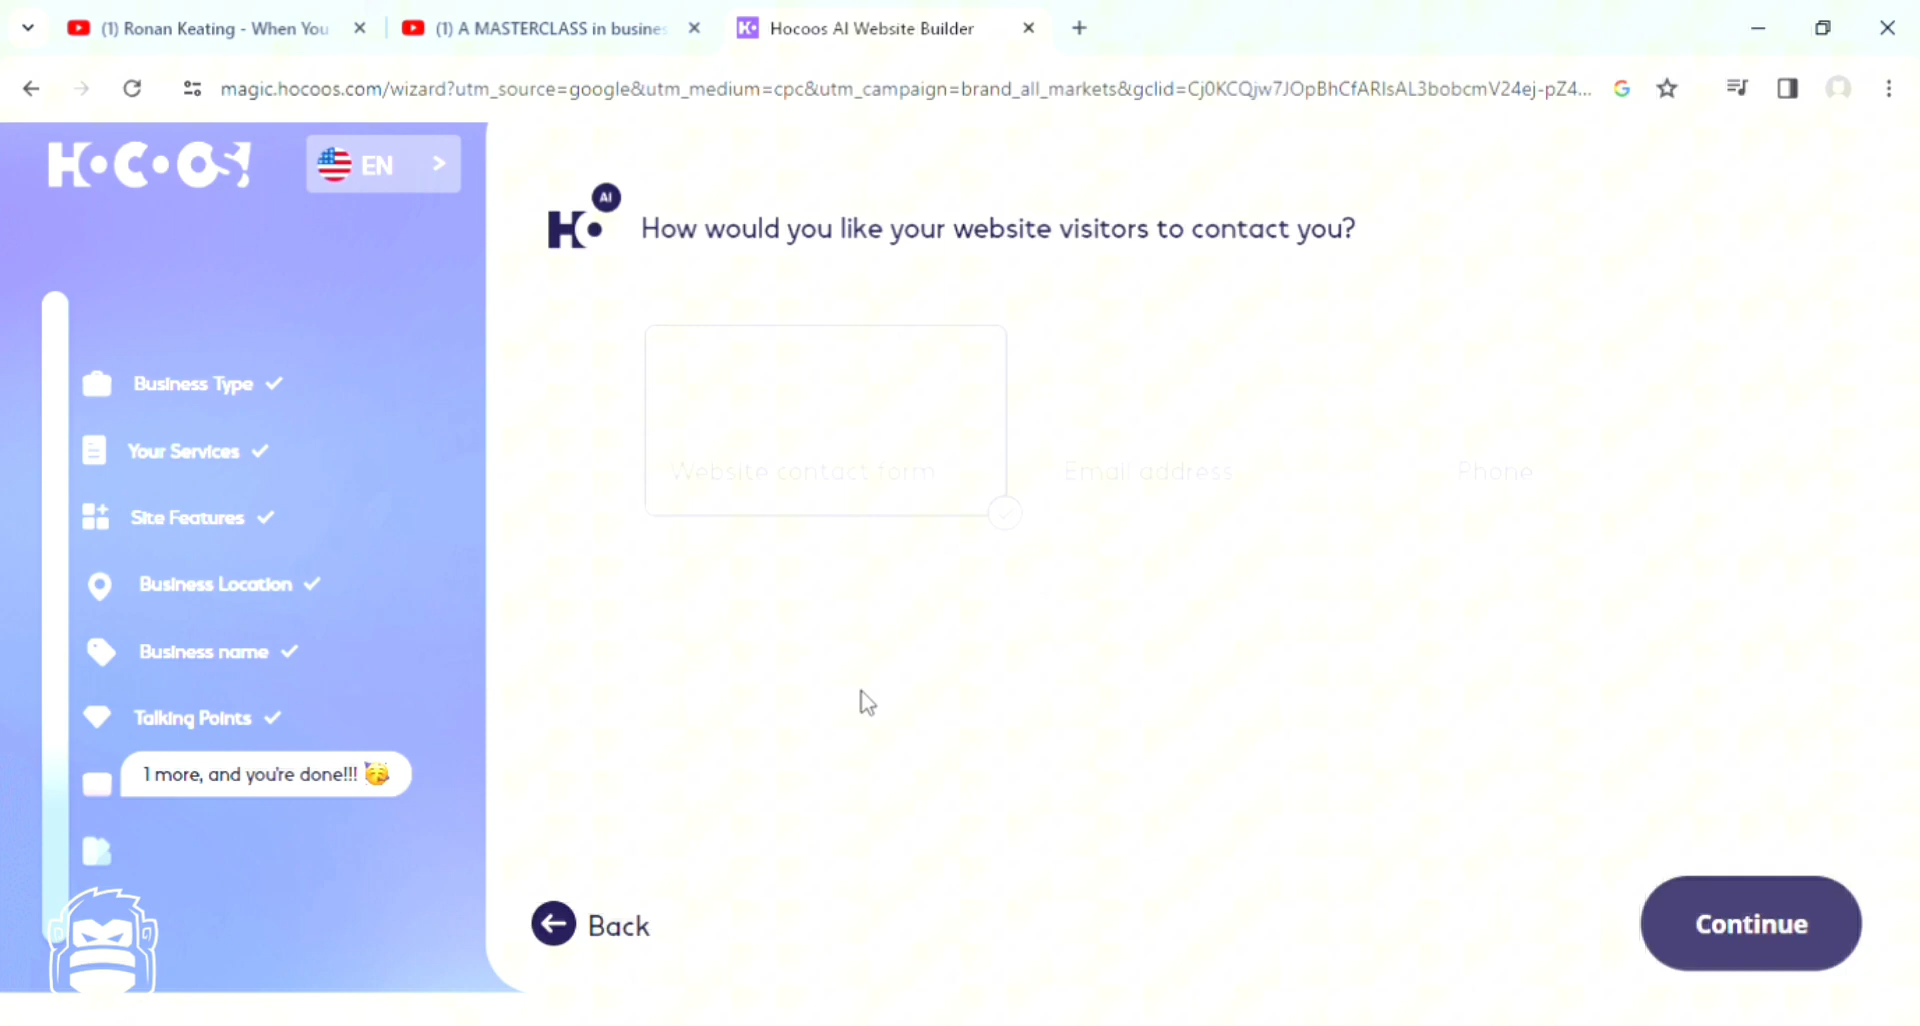 (1) Ronan Keating - When You
(1) A MASTERCLASS in busines
Hocoos AI Website Builder
magic.hocoos.com/wizard?utm_source=google&utm_medium=cpc&utm_campaign=brand_all_markets&gclid=Cj0KCQjw7JOpBhCfARIsAL3bobcmV24ej-pZ4...
HOCOOS!
EN
AI
How would you like your website visitors to contact you?
Website contact form
Email address
Phone
Business Type
Your Services
Site Features
Business Location
Business name
Talking Points
1 more, and you're done!!!
Back
Continue